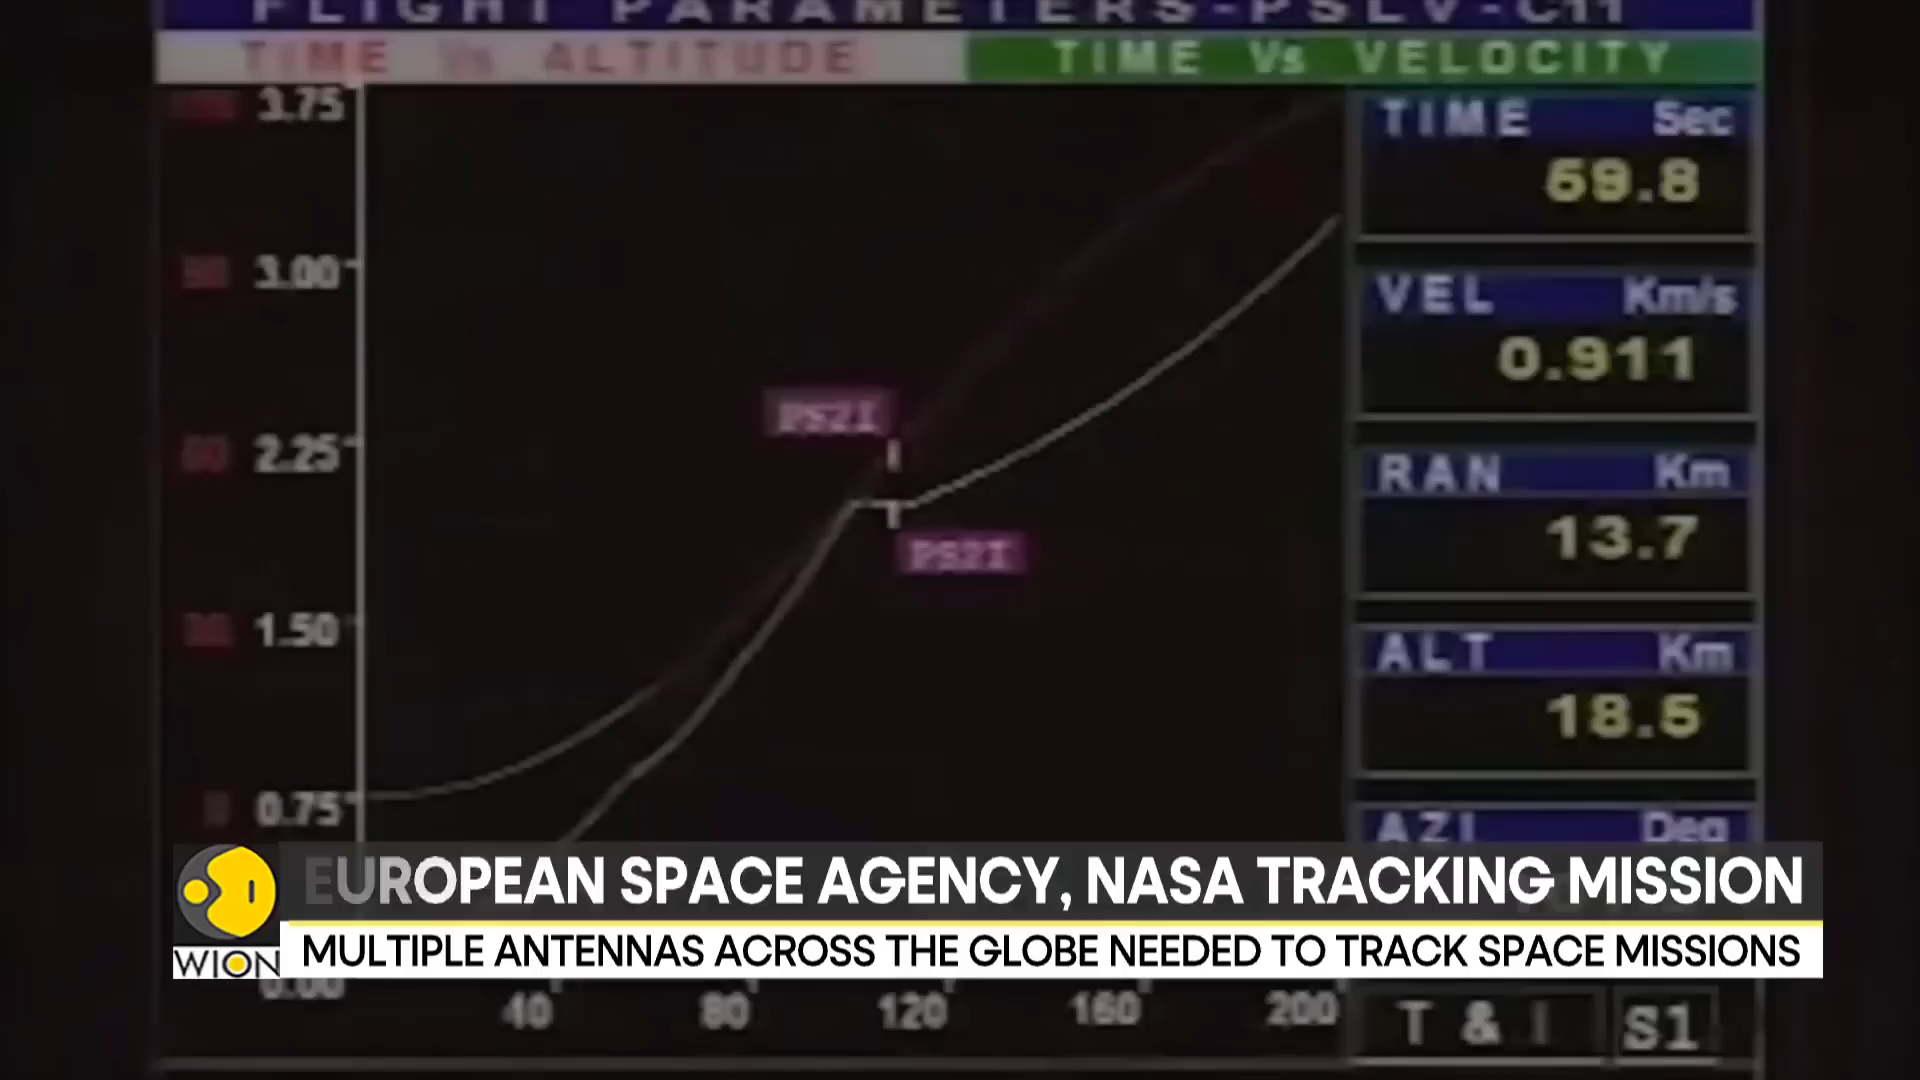 FLIGHT PARAMETERS-PSLV-C11
TIME Vs ALTITUDE
TIME Vs VELOCITY
3.75
3.00
2.25
1.50
0.75
0.00
PS2I
PS2I
TIME Sec
59.8
VEL Km/s
0.911
RAN Km
13.7
ALT Km
18.5
AZI Deg
EUROPEAN SPACE AGENCY, NASA TRACKING MISSION
MULTIPLE ANTENNAS ACROSS THE GLOBE NEEDED TO TRACK SPACE MISSIONS
WION
40 80 120 160 200
T & I S1